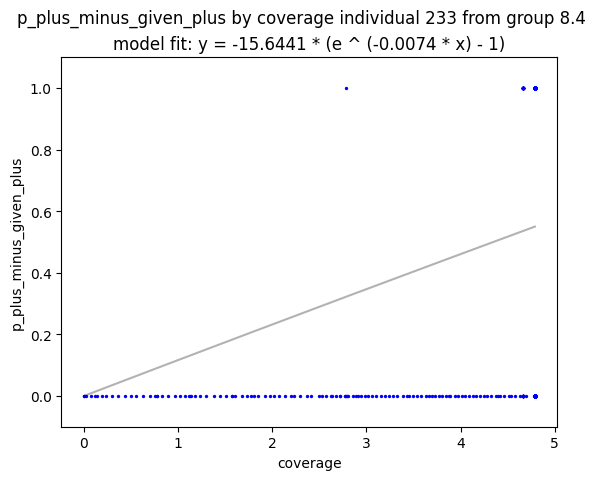 p_plus_minus_given_plus by coverage individual 233 from group 8.4
model fit: y = -15.6441 * (e ^ (-0.0074 * x) - 1)
p_plus_minus_given_plus
1.0
0.8
0.6
0.4
0.2
0.0
0 1 2 3 4 5
coverage